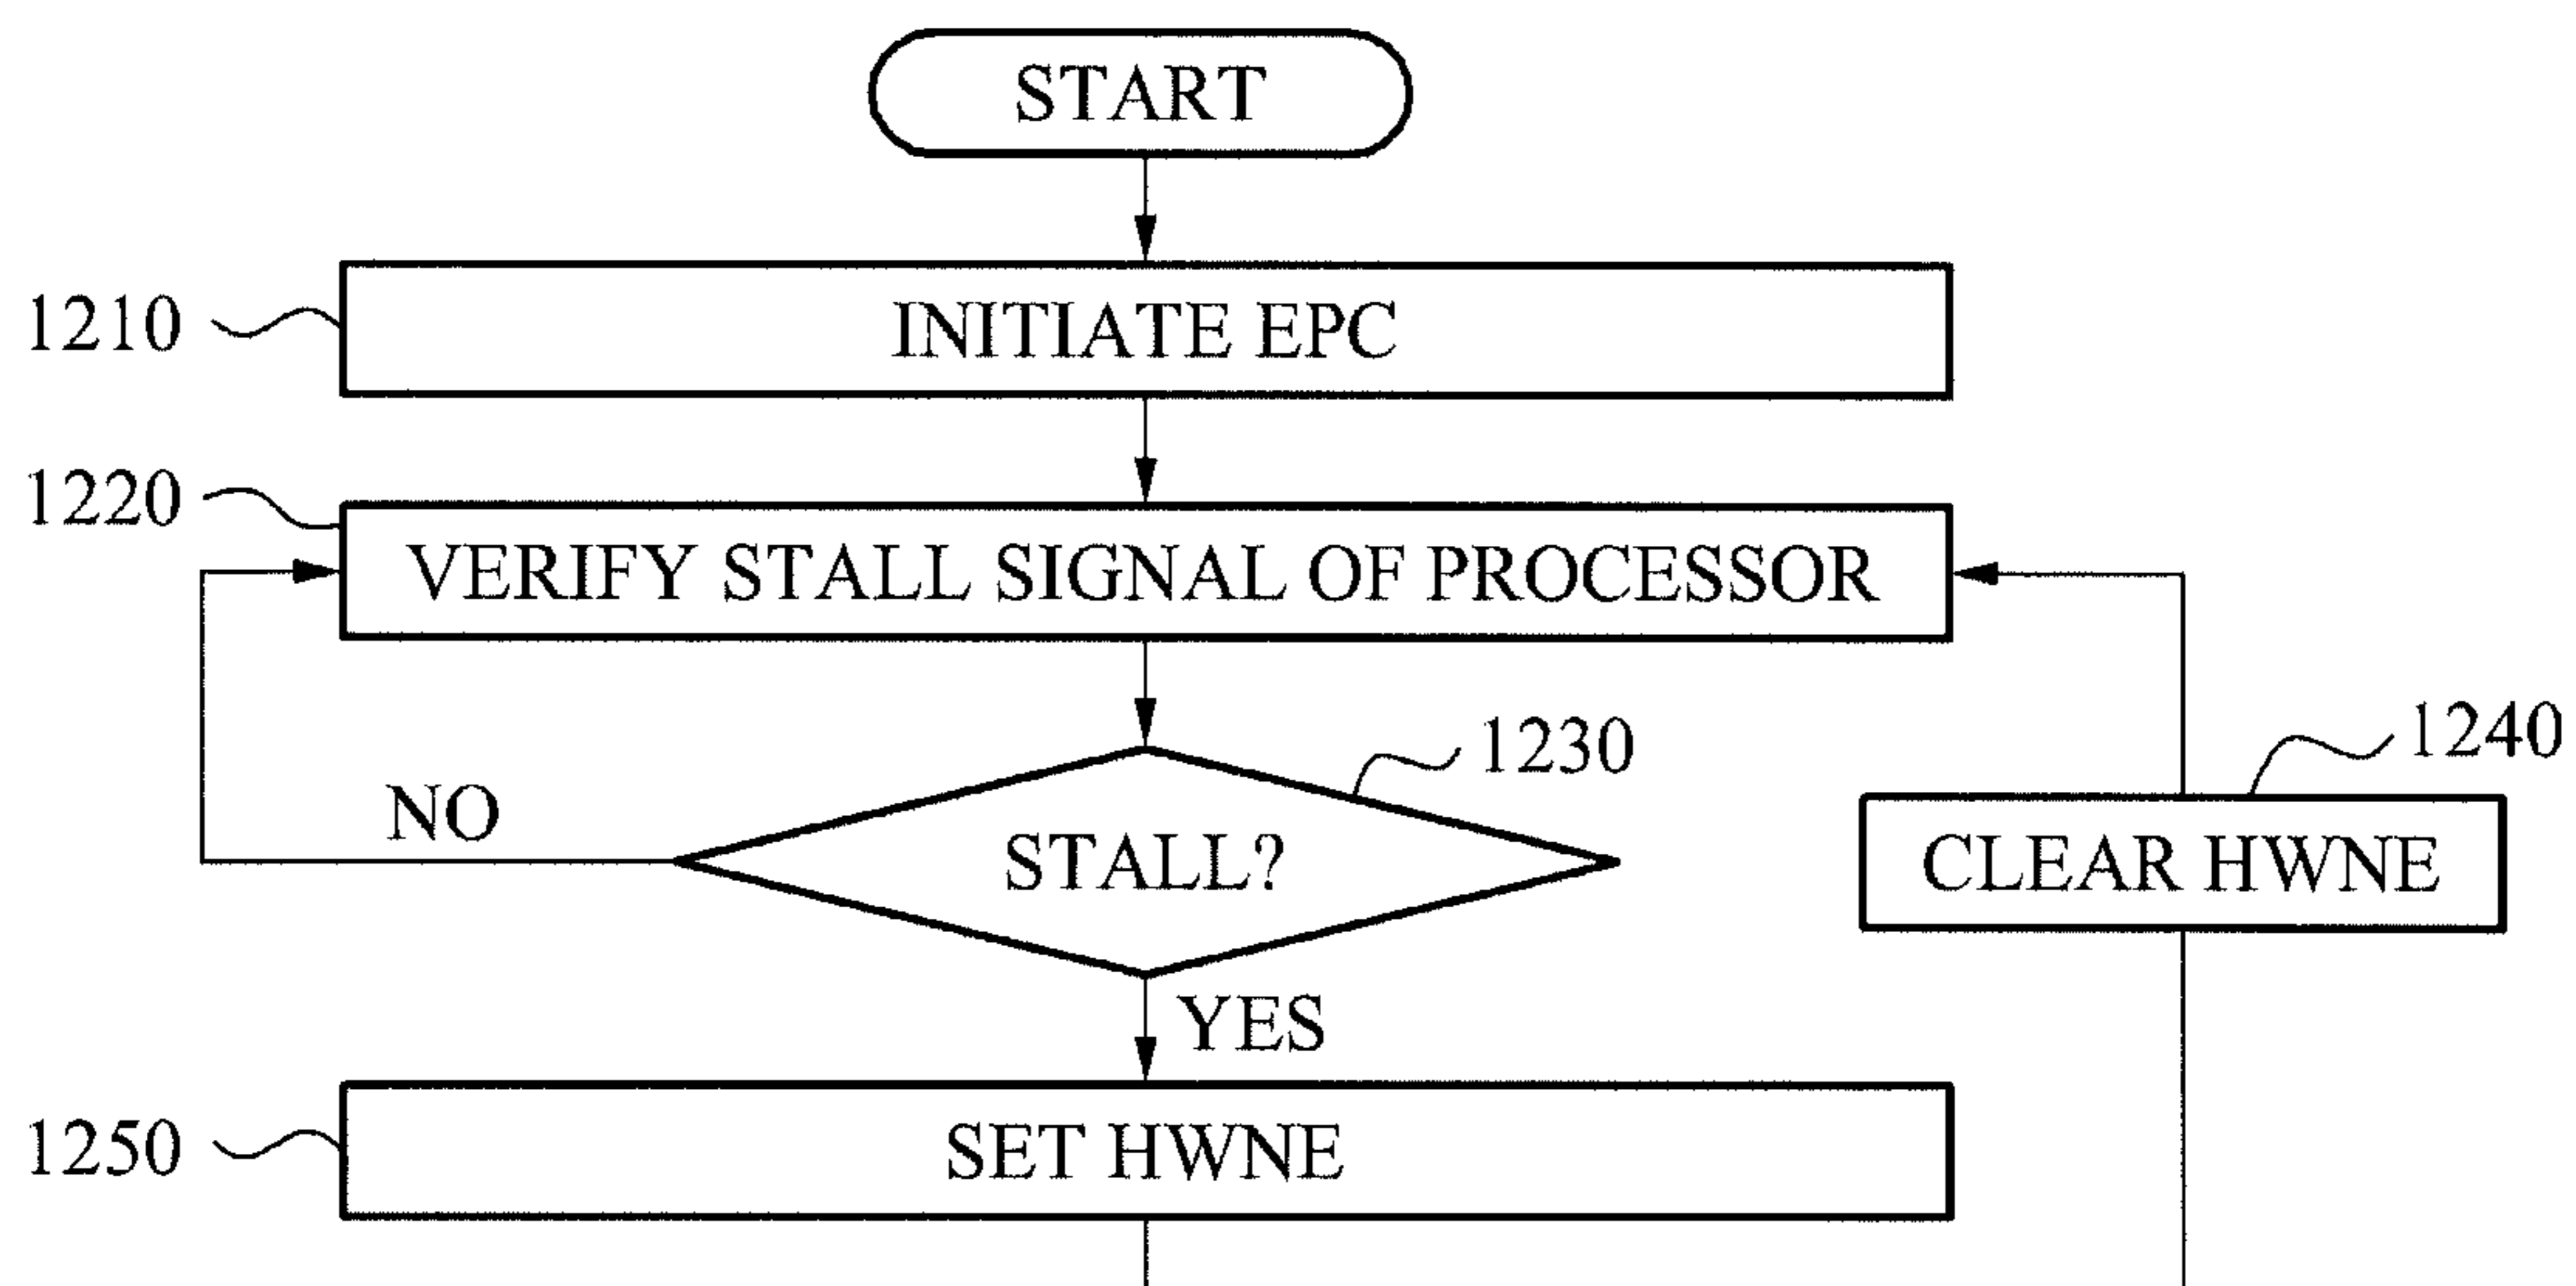 START
1210
INITIATE EPC
1220
VERIFY STALL SIGNAL OF PROCESSOR
1230
1240
NO
STALL?
CLEAR HWNE
YES
1250
SET HWNE